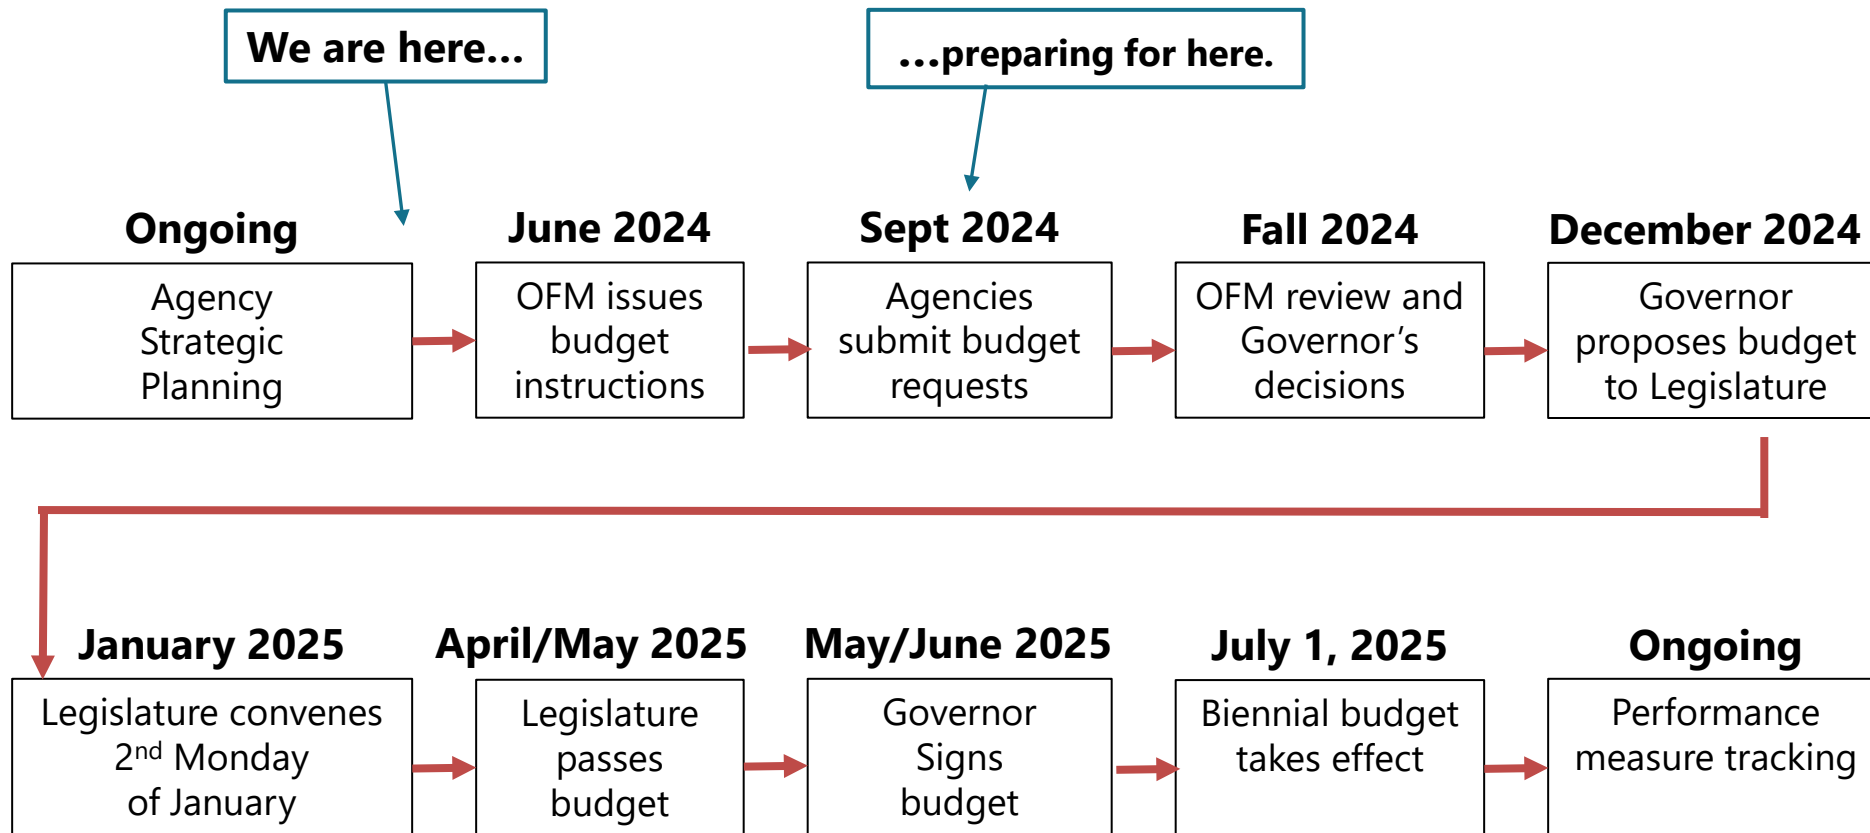 We are here...
...preparing for here.
Ongoing
Agency
Strategic
Planning
June 2024
OFM issues
budget
instructions
Sept 2024
Agencies
submit budget
requests
Fall 2024
OFM review and
Governor’s
decisions
December 2024
Governor
proposes budget
to Legislature
January 2025
Legislature convenes
2nd Monday
of January
April/May 2025
Legislature
passes
budget
May/June 2025
Governor
Signs
budget
July 1, 2025
Biennial budget
takes effect
Ongoing
Performance
measure tracking